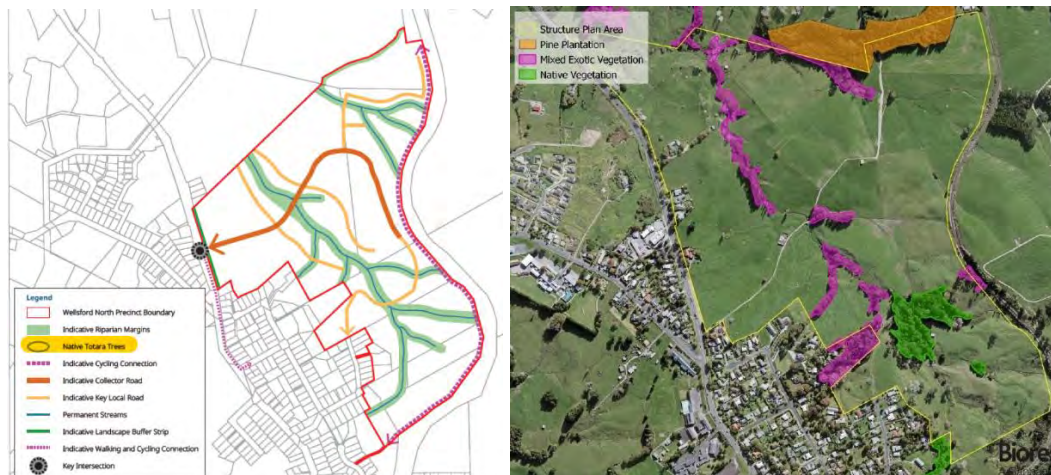 Legend
Wellsford North Precinct Boundary
Indicative Riparian Margins
Native Totara Trees
Indicative Cycling Connection
Indicative Collector Road
Indicative Key Local Road
Permanent Streams
Indicative Landscape Buffer Strip
Indicative Walking and Cycling Connection
Key Intersection
Structure Plan Area
Pine Plantation
Mixed Exotic Vegetation
Native Vegetation
Biore